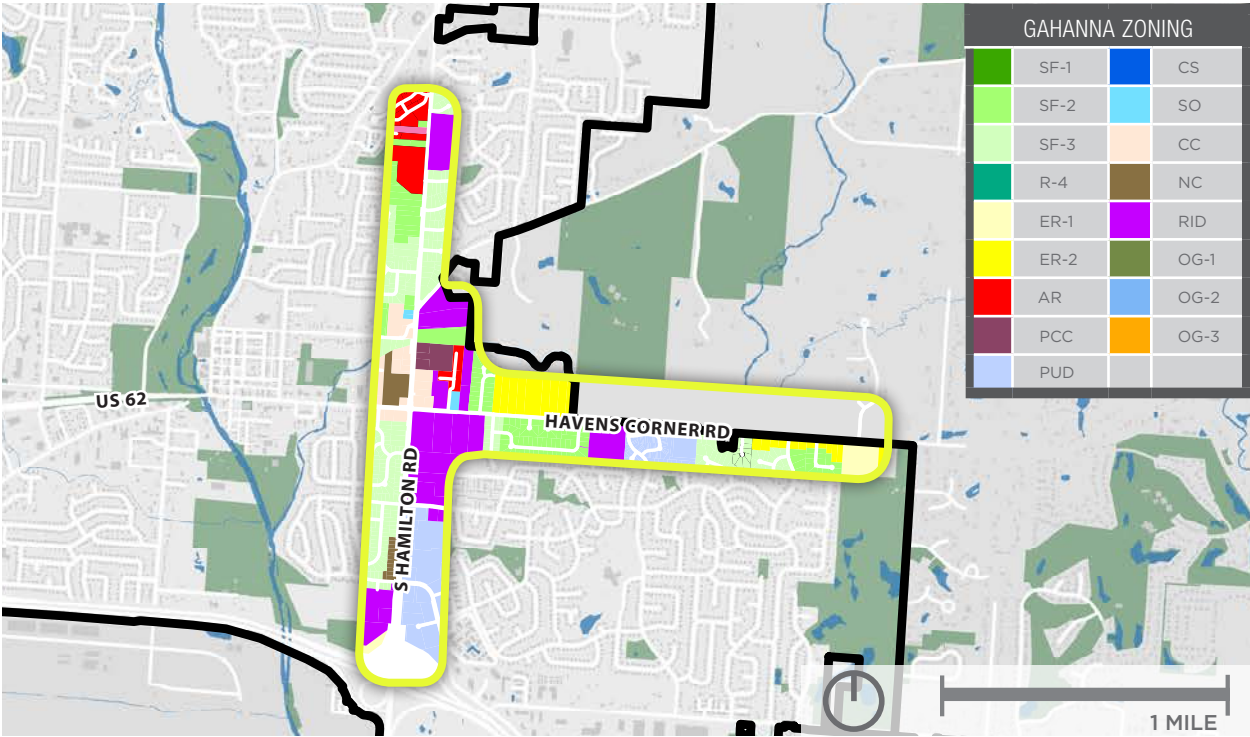 GAHANNA ZONING
SF-1 CS
SF-2 SO
SF-3 CC
R-4 NC
ER-1 RID
ER-2 OG-1
AR OG-2
PCC OG-3
PUD
US 62
HAVENS CORNER RD
S HAMILTON RD
1 MILE